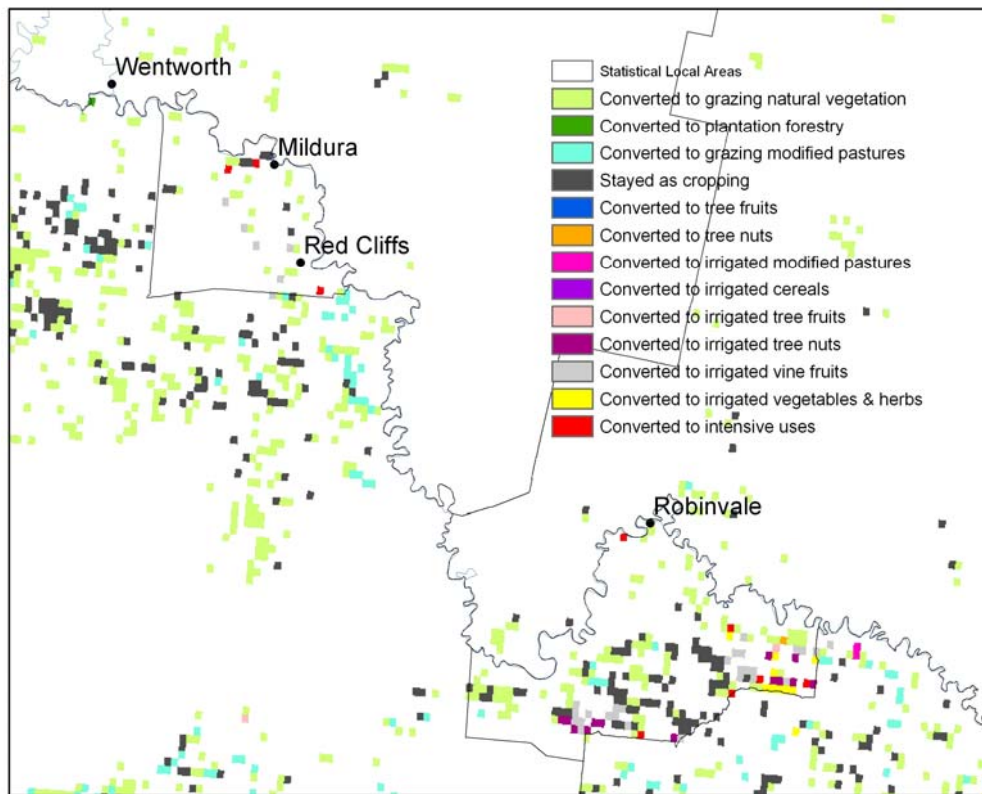 Wentworth
Mildura
Red Cliffs
Robinvale
Statistical Local Areas
Converted to grazing natural vegetation
Converted to plantation forestry
Converted to grazing modified pastures
Stayed as cropping
Converted to tree fruits
Converted to tree nuts
Converted to irrigated modified pastures
Converted to irrigated cereals
Converted to irrigated tree fruits
Converted to irrigated tree nuts
Converted to irrigated vine fruits
Converted to irrigated vegetables & herbs
Converted to intensive uses